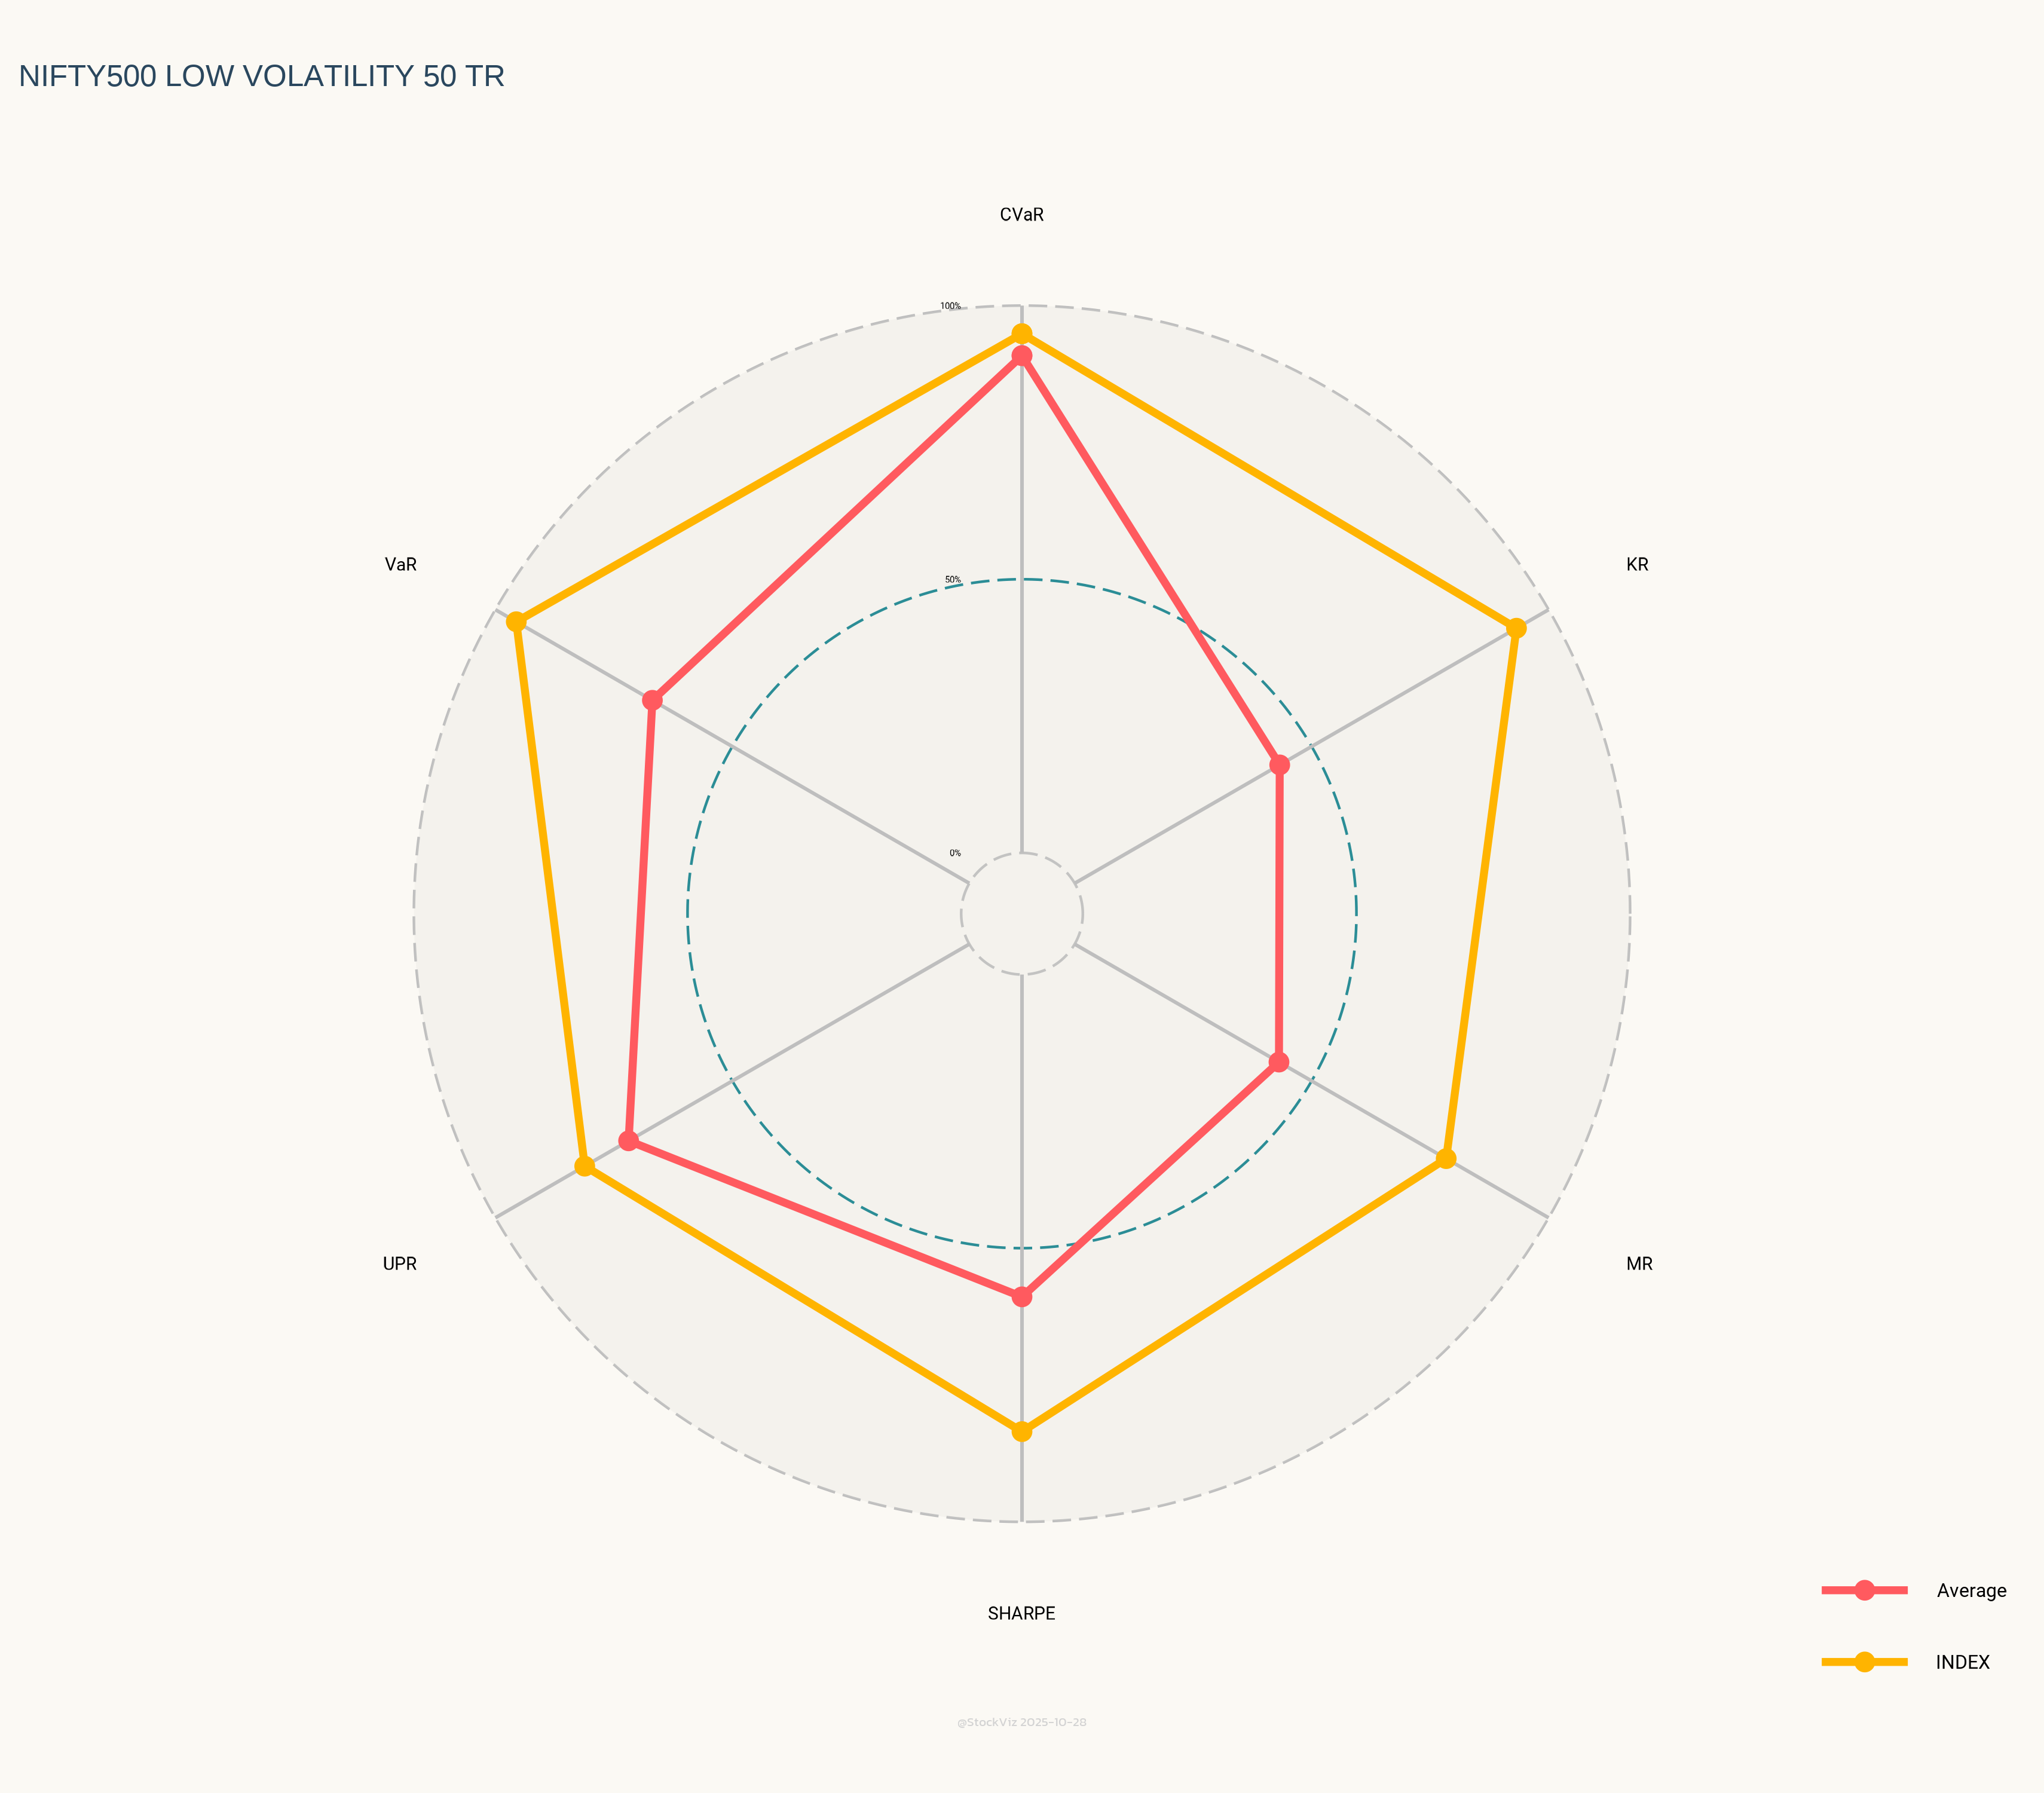 NIFTY500 LOW VOLATILITY 50 TR
CVaR
100%
VaR
KR
50%
0%
UPR
MR
SHARPE
Average
INDEX
@StockViz 2025-10-28